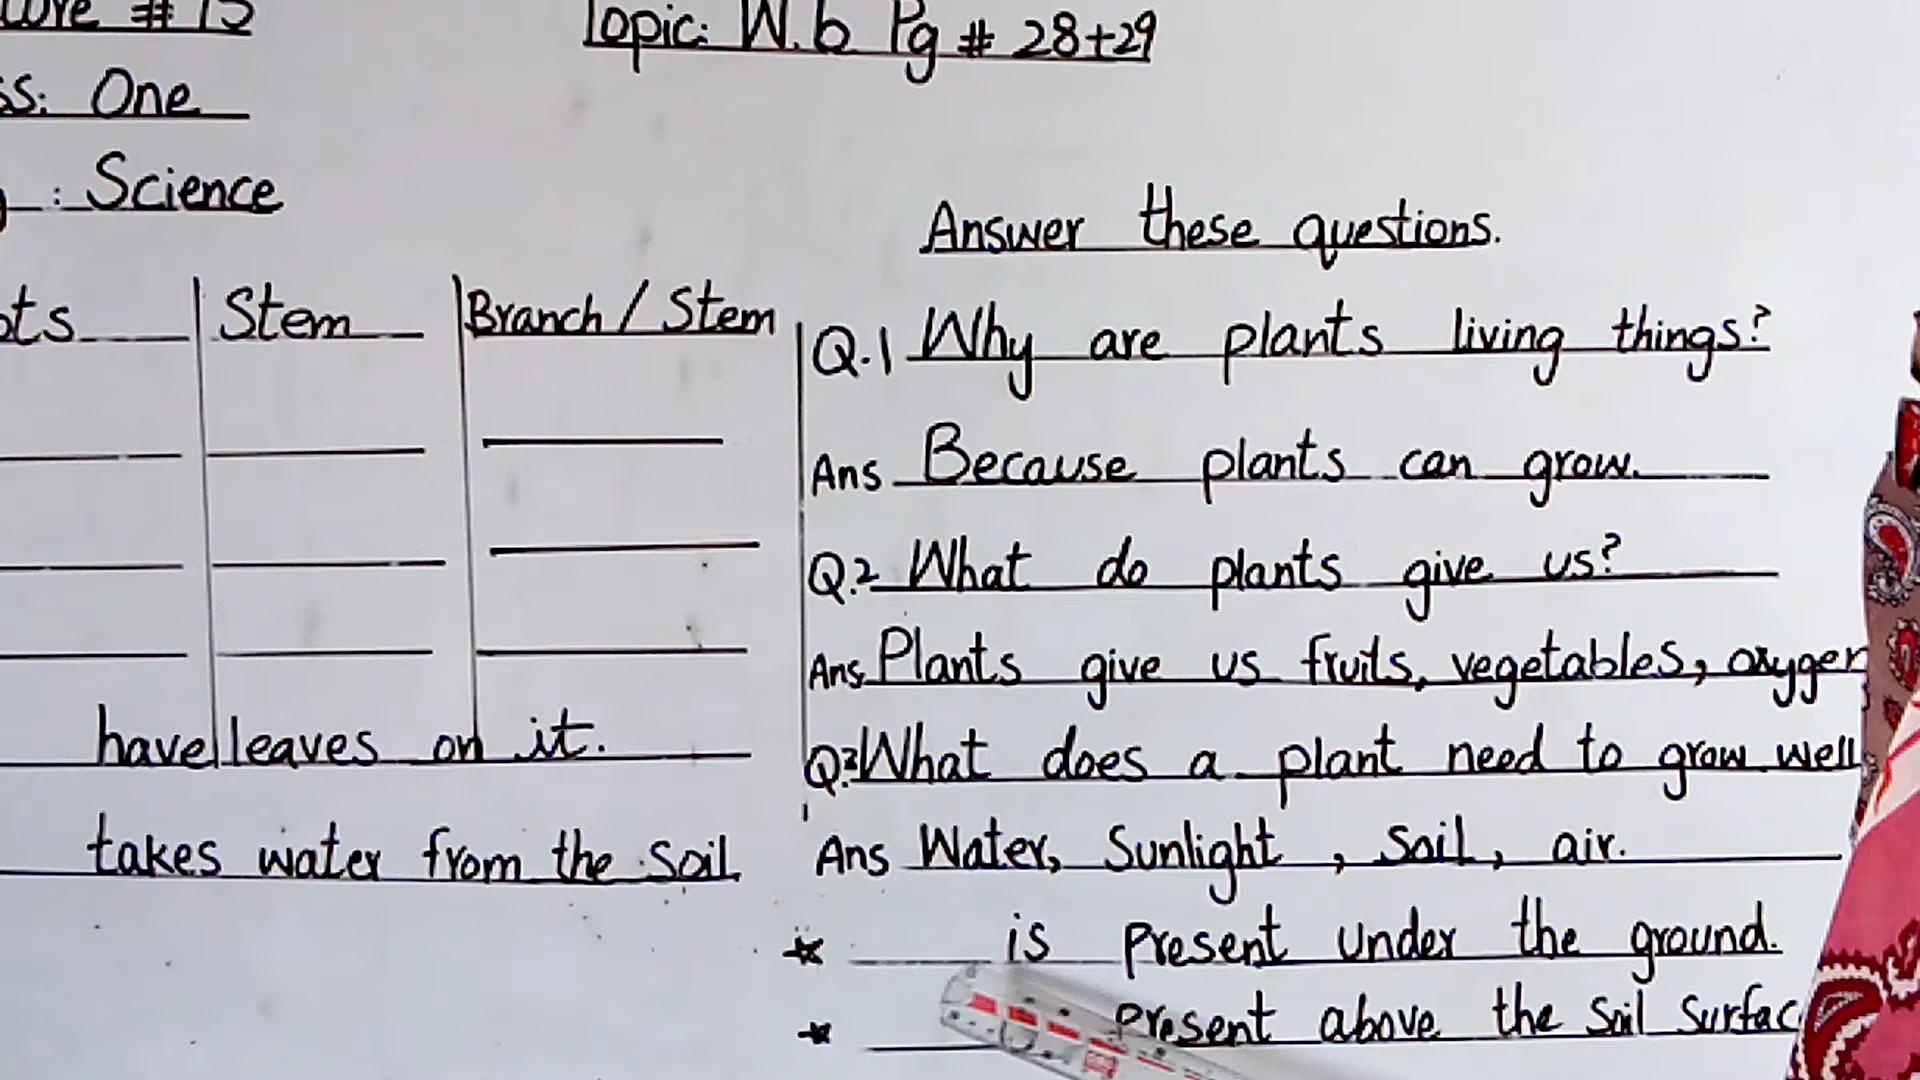 # 15
Topic: W.b Pg # 28+29
One
: Science
Answer these questions.
Stem
Branch / Stem
Q.1 Why are plants living things?
Ans Because plants can grow.
Q.2 What do plants give us?
Ans Plants give us fruits, vegetables, oxygen
have leaves on it.
Q.3 What does a plant need to grow well
takes water from the soil.
Ans Water, Sunlight, Soil, air.
is present under the ground.
present above the soil